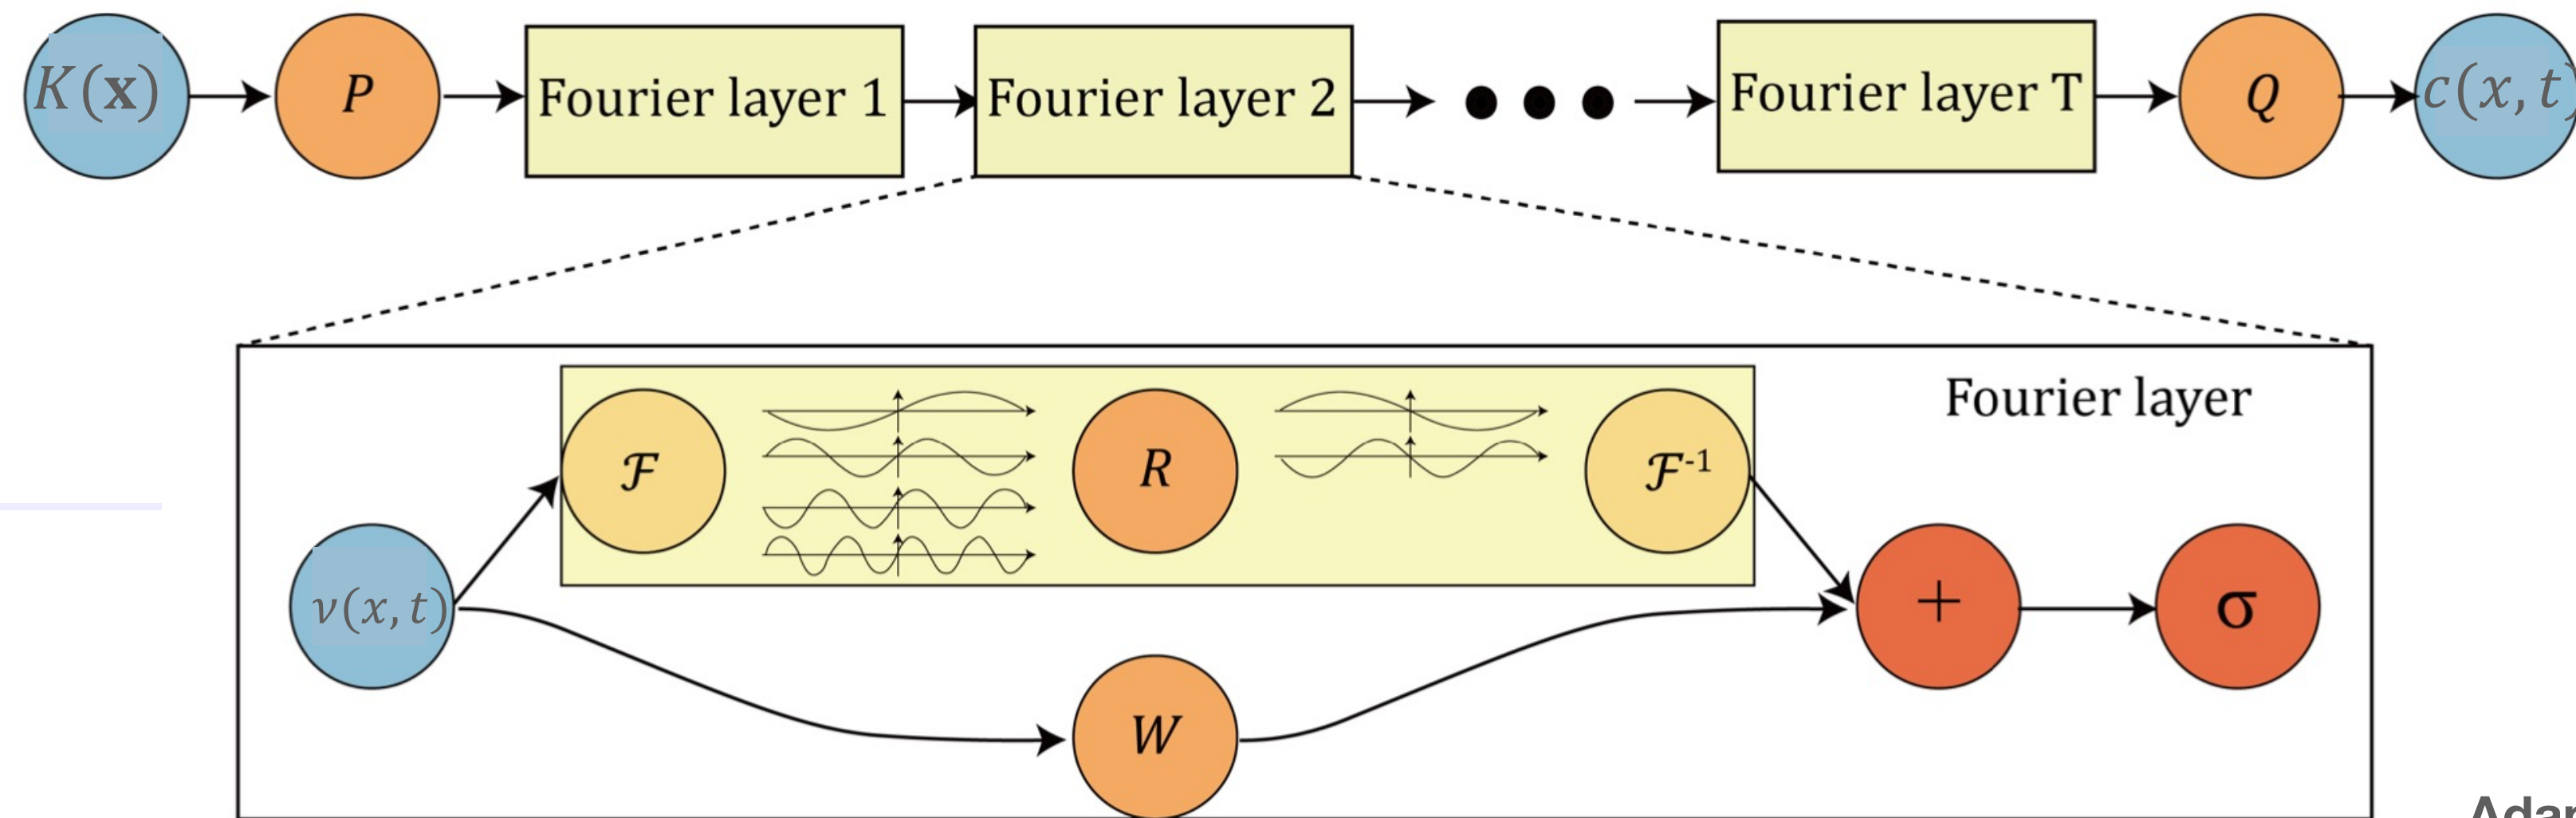 K(x) P Fourier layer 1 Fourier layer 2 ••• Fourier layer T Q c(x, t)
Fourier layer
ℱ R ℱ-1
v(x, t) + σ
W